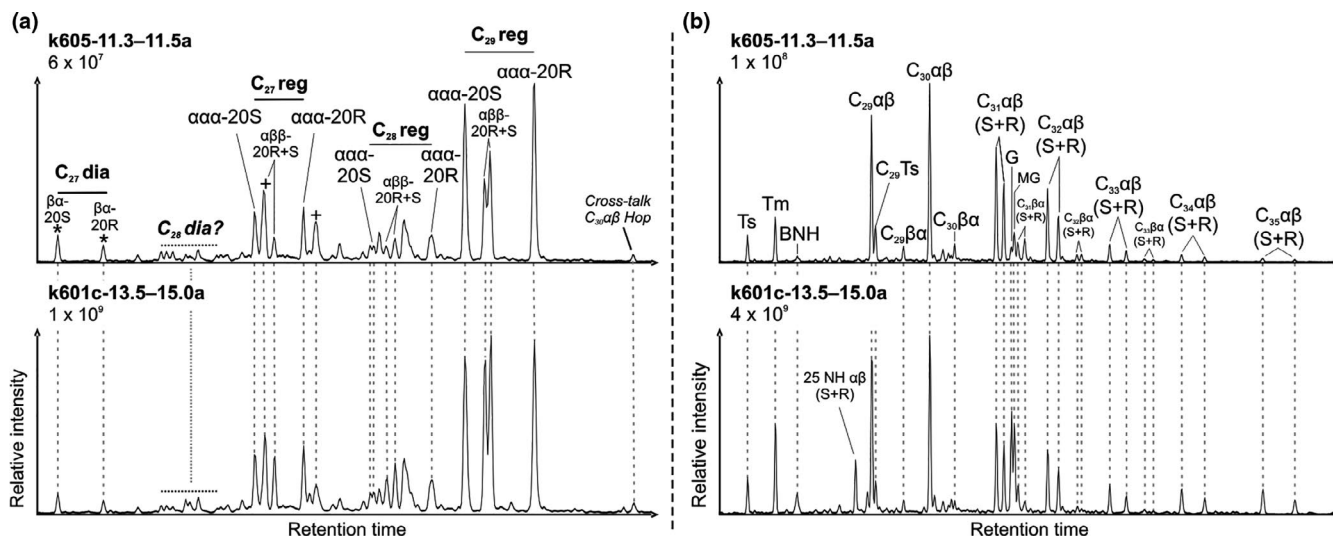 (a)
k605-11.3–11.5a
6 x 10⁷
C₂₇ dia
βα-
20S
*
βα-
20R
*
C₂₈ dia?
C₂₇ reg
ααα-20S
αββ-
20R+S
+
ααα-20R
+
C₂₈ reg
ααα-
20S
αββ-
20R+S
ααα-
20R
C₂₉ reg
ααα-20S
αββ-
20R+S
ααα-20R
Cross-talk
C₃₀αβ Hop
k601c-13.5–15.0a
1 x 10⁹
Relative intensity
Retention time
(b)
k605-11.3–11.5a
1 x 10⁸
Ts
Tm
BNH
C₂₉αβ
C₂₉Ts
C₂₉βα
C₃₀αβ
C₃₀βα
C₃₁αβ
(S+R)
G
MG
C₃₁βα
(S+R)
C₃₂αβ
(S+R)
C₃₂βα
(S+R)
C₃₃αβ
(S+R)
C₃₃βα
(S+R)
C₃₄αβ
(S+R)
C₃₅αβ
(S+R)
k601c-13.5–15.0a
4 x 10⁹
25 NH αβ
(S+R)
Relative intensity
Retention time